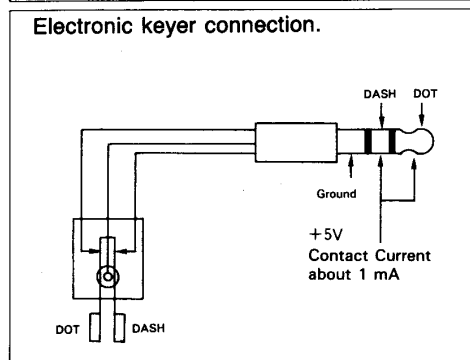 Electronic keyer connection.
DASH DOT
Ground
+5V
Contact Current
about 1 mA
DOT DASH